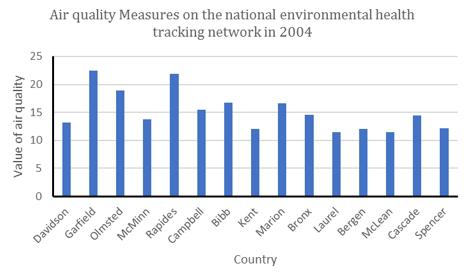 Air quality Measures on the national environmental health
tracking network in 2004
Value of air quality
25
20
15
10
5
0
Davidson
Garfield
Olmsted
McMinn
Rapides
Campbell
Bibb
Kent
Marion
Bronx
Laurel
Bergen
McLean
Cascade
Spencer
Country